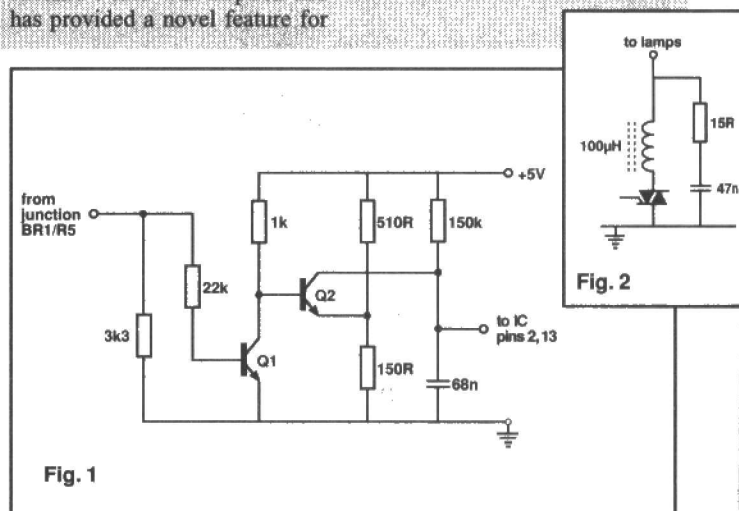 has provided a novel feature for
to lamps
15R
100µH
47n
Fig. 2
+5V
from
junction
BR1/R5
1k
510R
150k
22k
Q2
to IC
pins 2, 13
3k3
Q1
150R
68n
Fig. 1